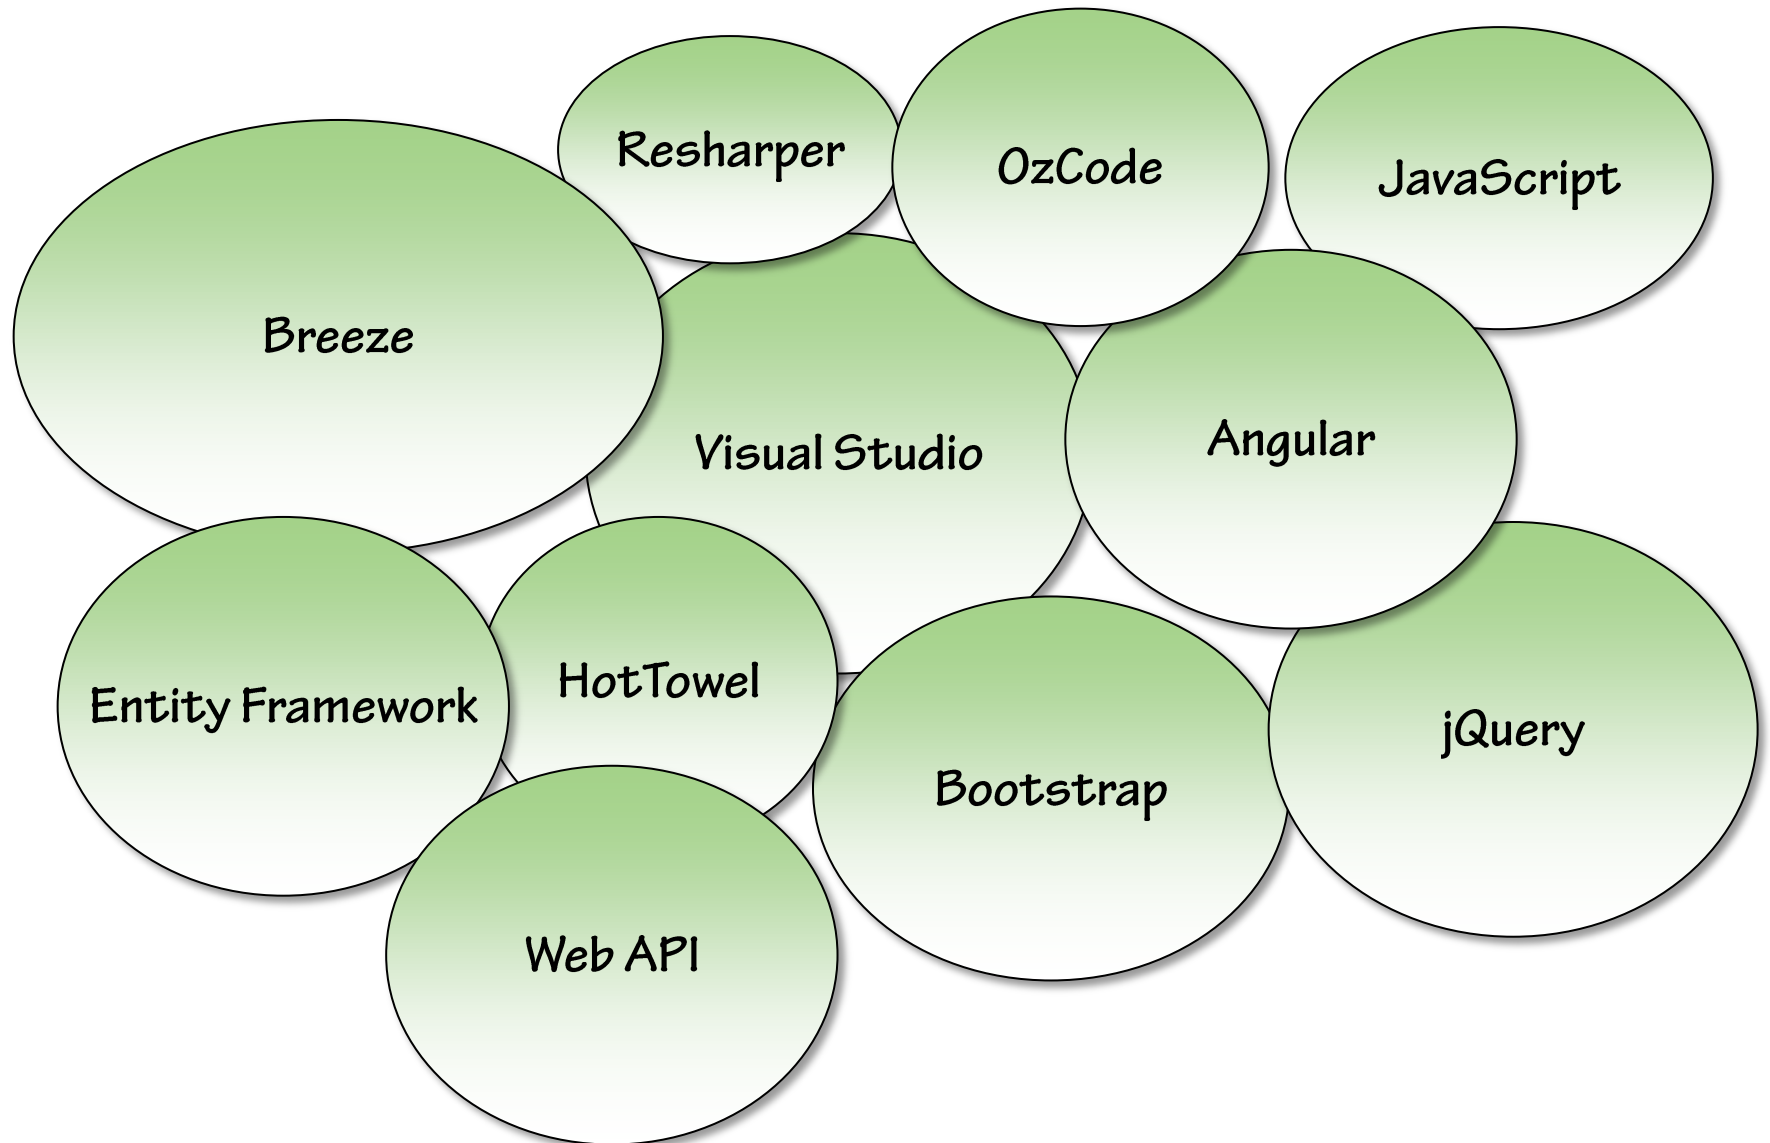 Resharper
OzCode
JavaScript
Breeze
Visual Studio
Angular
HotTowel
Entity Framework
jQuery
Bootstrap
Web API